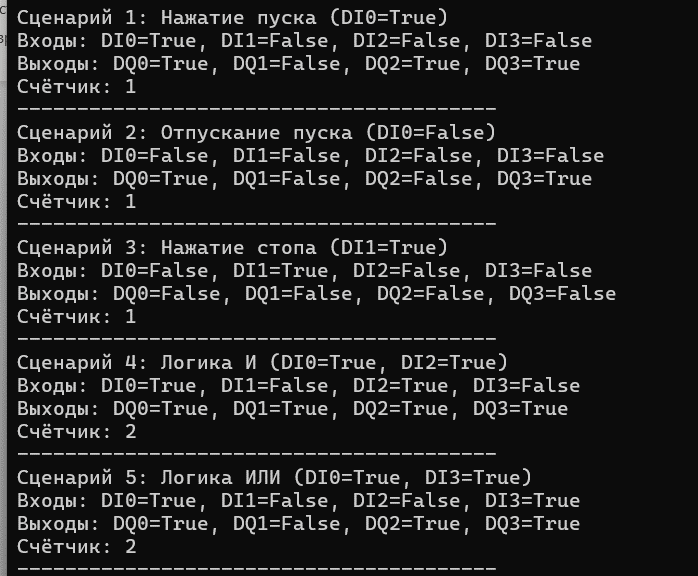 Сценарий 1: Нажатие пуска (DI0=True)
Входы: DI0=True, DI1=False, DI2=False, DI3=False
Выходы: DQ0=True, DQ1=False, DQ2=True, DQ3=True
Счётчик: 1
----------------------------------------
Сценарий 2: Отпускание пуска (DI0=False)
Входы: DI0=False, DI1=False, DI2=False, DI3=False
Выходы: DQ0=True, DQ1=False, DQ2=False, DQ3=True
Счётчик: 1
----------------------------------------
Сценарий 3: Нажатие стопа (DI1=True)
Входы: DI0=False, DI1=True, DI2=False, DI3=False
Выходы: DQ0=False, DQ1=False, DQ2=False, DQ3=False
Счётчик: 1
----------------------------------------
Сценарий 4: Логика И (DI0=True, DI2=True)
Входы: DI0=True, DI1=False, DI2=True, DI3=False
Выходы: DQ0=True, DQ1=True, DQ2=True, DQ3=True
Счётчик: 2
----------------------------------------
Сценарий 5: Логика ИЛИ (DI0=True, DI3=True)
Входы: DI0=True, DI1=False, DI2=False, DI3=True
Выходы: DQ0=True, DQ1=False, DQ2=True, DQ3=True
Счётчик: 2
----------------------------------------